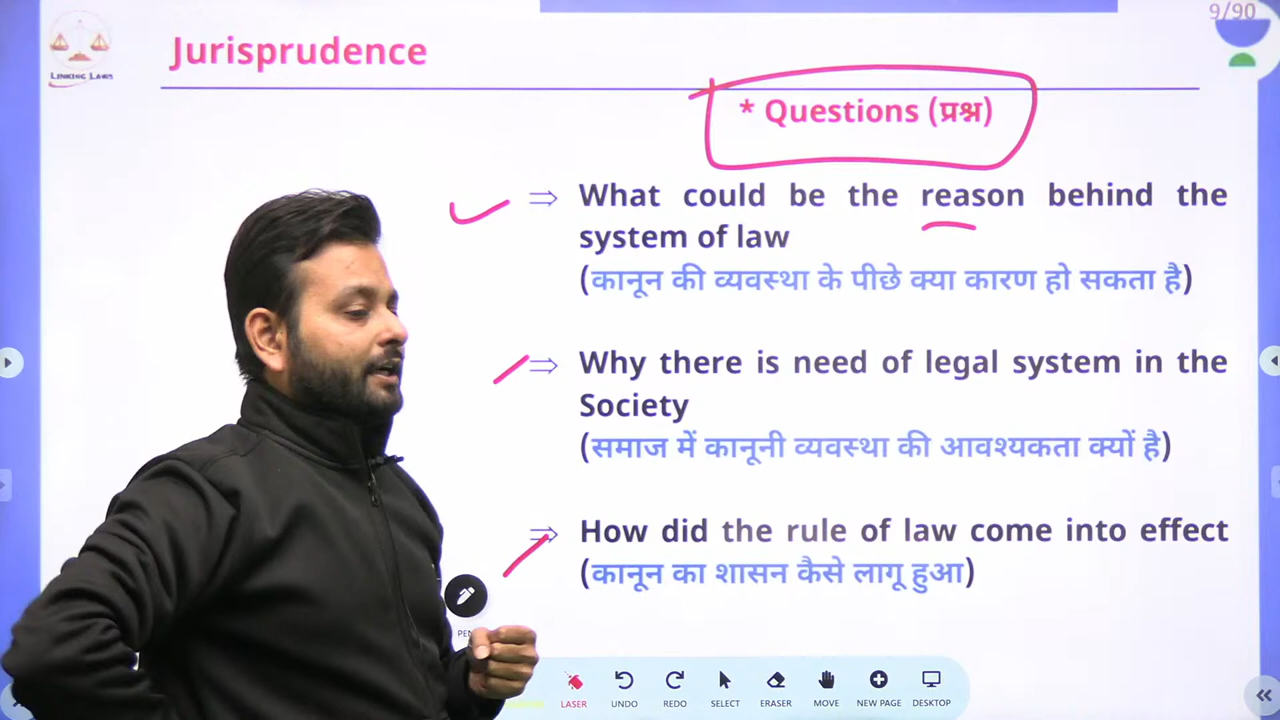 9/90
LINKING LAWS
Jurisprudence
* Questions (प्रश्न)
⇒ What could be the reason behind the
system of law
(कानून की व्यवस्था के पीछे क्या कारण हो सकता है)
⇒ Why there is need of legal system in the
Society
(समाज में कानूनी व्यवस्था की आवश्यकता क्यों है)
⇒ How did the rule of law come into effect
(कानून का शासन कैसे लागू हुआ)
LASER UNDO REDO SELECT ERASER MOVE NEW PAGE DESKTOP